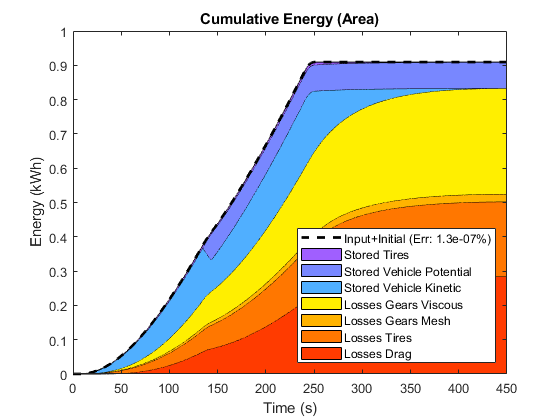 Cumulative Energy (Area)
1
0.9
0.8
0.7
0.6
0.5
0.4
0.3
0.2
0.1
0
Energy (kWh)
Input+Initial (Err: 1.3e-07%)
Stored Tires
Stored Vehicle Potential
Stored Vehicle Kinetic
Losses Gears Viscous
Losses Gears Mesh
Losses Tires
Losses Drag
0 50 100 150 200 250 300 350 400 450
Time (s)